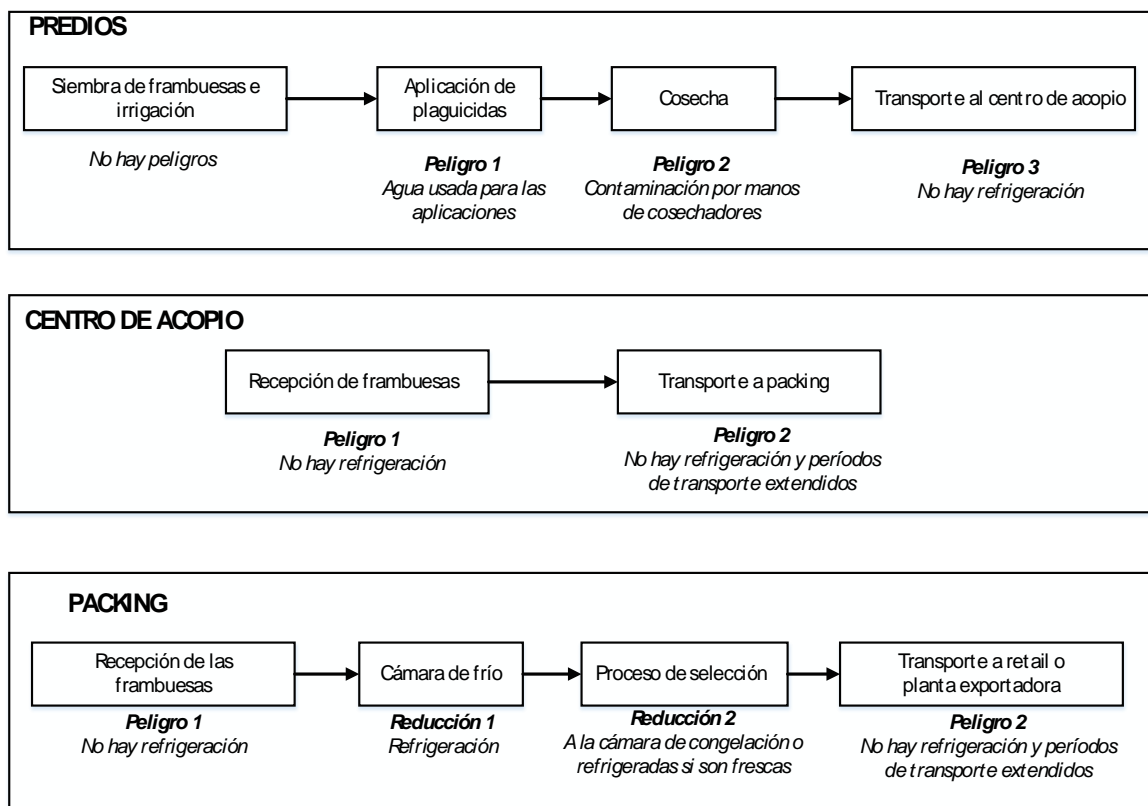 PREDIOS
Siembra de frambuesas e
irrigación
Aplicación de
plaguicidas
Cosecha
Transporte al centro de acopio
No hay peligros
Peligro 1
Agua usada para las
aplicaciones
Peligro 2
Contaminación por manos
de cosechadores
Peligro 3
No hay refrigeración
CENTRO DE ACOPIO
Recepción de frambuesas
Transporte a packing
Peligro 1
No hay refrigeración
Peligro 2
No hay refrigeración y períodos
de transporte extendidos
PACKING
Recepción de las
frambuesas
Cámara de frío
Proceso de selección
Transporte a retail o
planta exportadora
Peligro 1
No hay refrigeración
Reducción 1
Refrigeración
Reducción 2
A la cámara de congelación o
refrigeradas si son frescas
Peligro 2
No hay refrigeración y períodos
de transporte extendidos